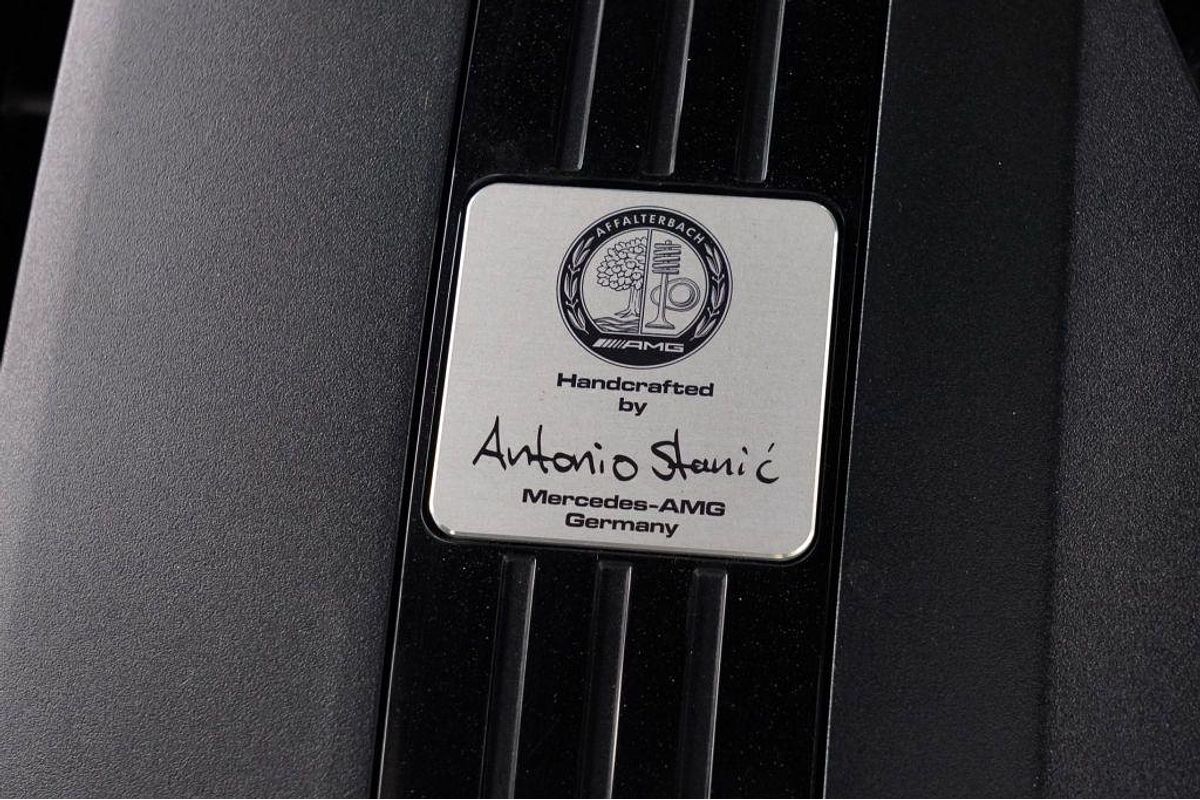 AFFALTERBACH
AMG
Handcrafted
by
Antonio Stanić
Mercedes-AMG
Germany